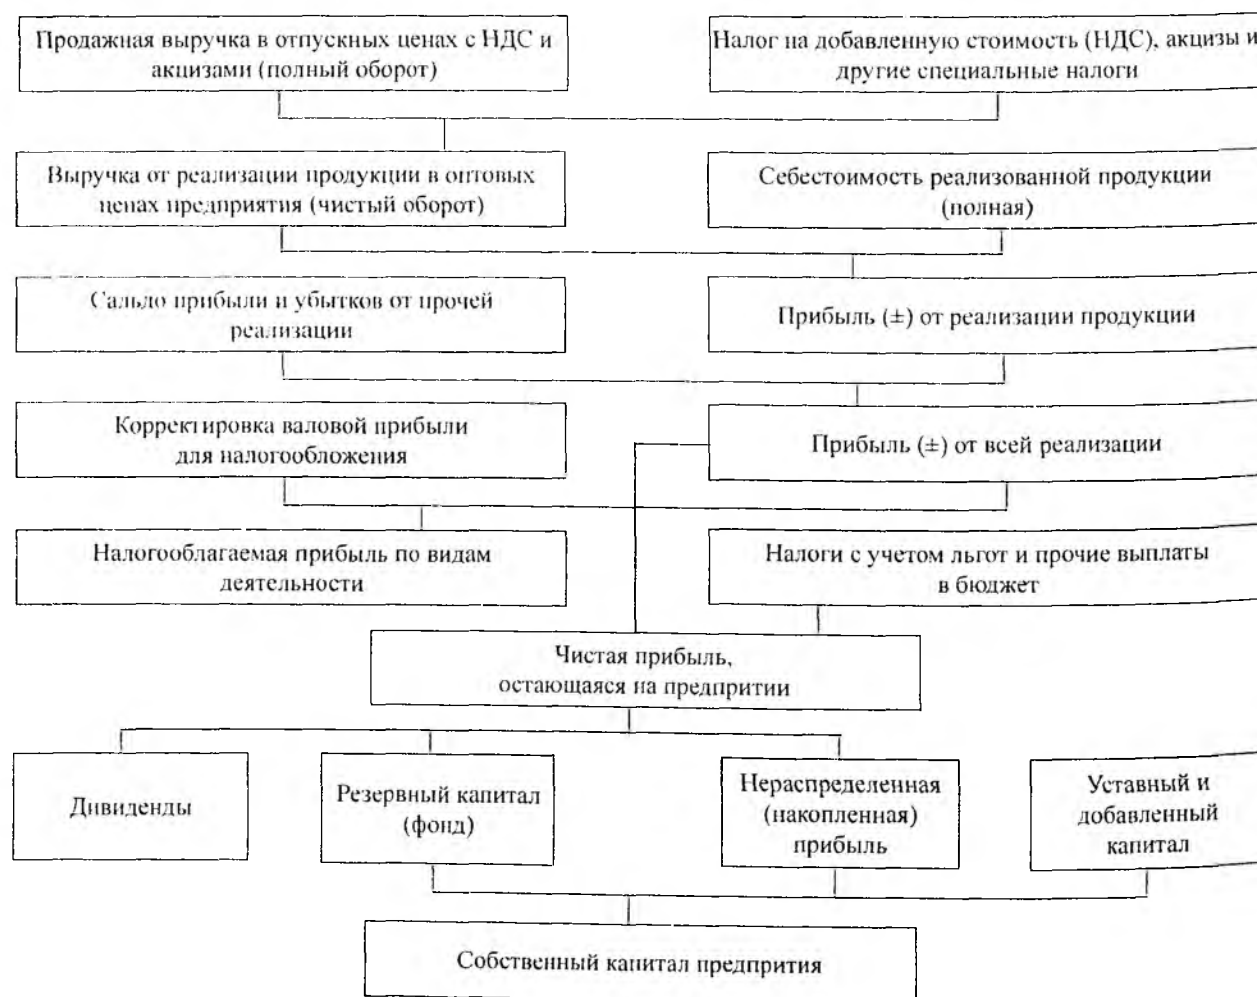 Продажная выручка в отпускных ценах с НДС и
акцизами (полный оборот)
Налог на добавленную стоимость (НДС), акцизы и
другие специальные налоги
Выручка от реализации продукции в оптовых
ценах предприятия (чистый оборот)
Себестоимость реализованной продукции
(полная)
Сальдо прибыли и убытков от прочей
реализации
Прибыль (±) от реализации продукции
Корректировка валовой прибыли
для налогообложения
Прибыль (±) от всей реализации
Налогооблагаемая прибыль по видам
деятельности
Налоги с учетом льгот и прочие выплаты
в бюджет
Чистая прибыль,
остающаяся на предпритии
Дивиденды
Резервный капитал
(фонд)
Нераспределенная
(накопленная)
прибыль
Уставный и
добавленный
капитал
Собственный капитал предпрития